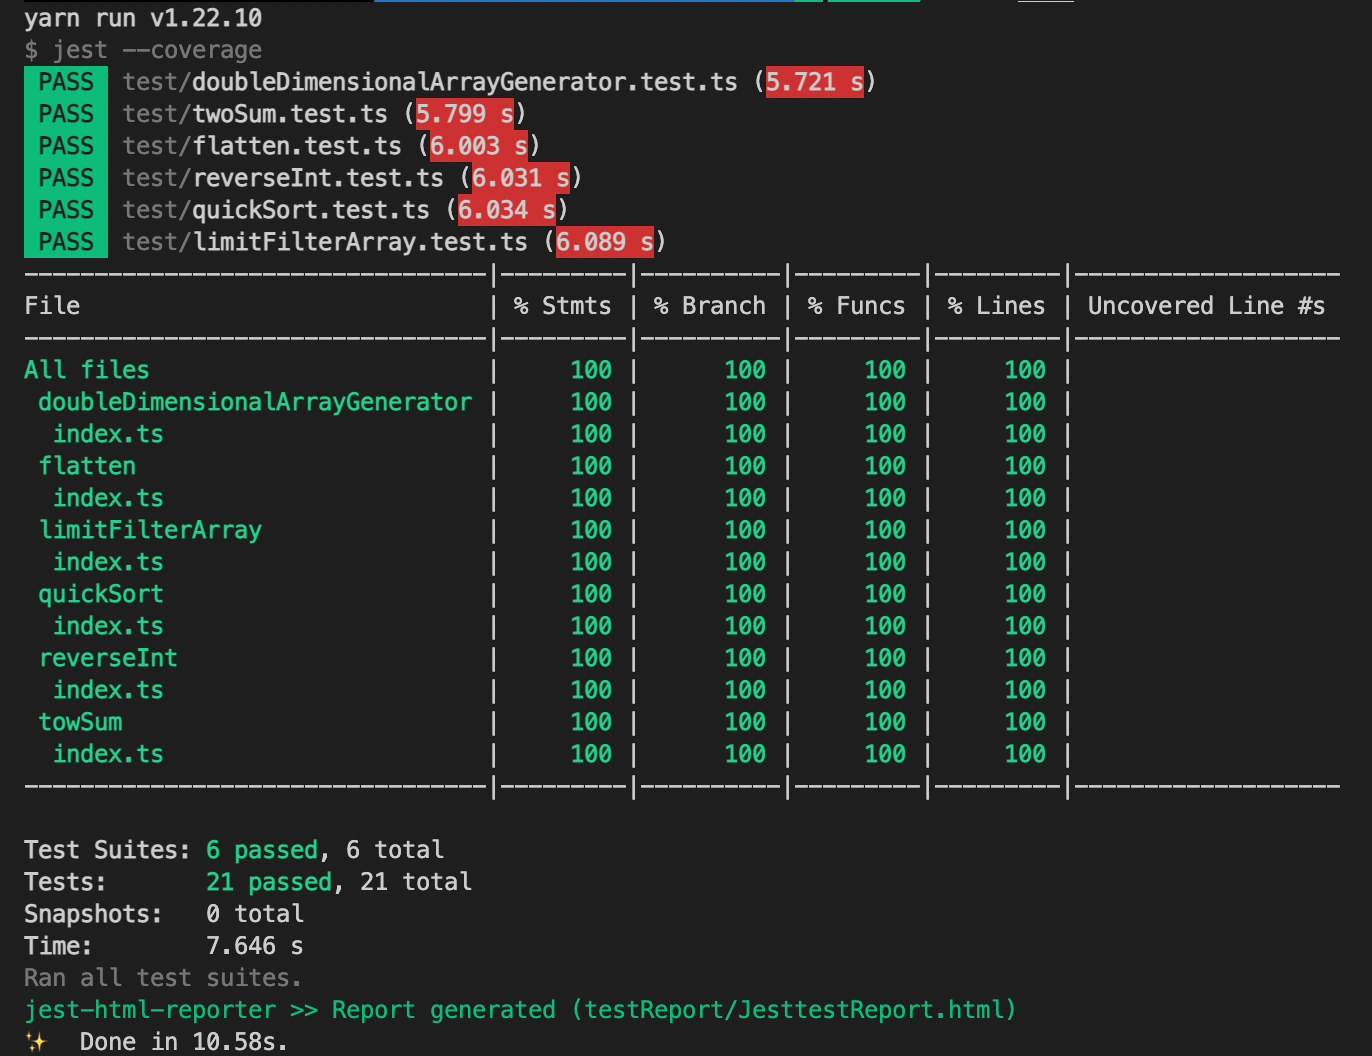 yarn run v1.22.10
$ jest --coverage
PASS test/doubleDimensionalArrayGenerator.test.ts (5.721 s)
PASS test/twoSum.test.ts (5.799 s)
PASS test/flatten.test.ts (6.003 s)
PASS test/reverseInt.test.ts (6.031 s)
PASS test/quickSort.test.ts (6.034 s)
PASS test/limitFilterArray.test.ts (6.089 s)
---------------------------------|---------|----------|---------|---------|-------------------
File | % Stmts | % Branch | % Funcs | % Lines | Uncovered Line #s
---------------------------------|---------|----------|---------|---------|-------------------
All files | 100 | 100 | 100 | 100 |
doubleDimensionalArrayGenerator | 100 | 100 | 100 | 100 |
index.ts | 100 | 100 | 100 | 100 |
flatten | 100 | 100 | 100 | 100 |
index.ts | 100 | 100 | 100 | 100 |
limitFilterArray | 100 | 100 | 100 | 100 |
index.ts | 100 | 100 | 100 | 100 |
quickSort | 100 | 100 | 100 | 100 |
index.ts | 100 | 100 | 100 | 100 |
reverseInt | 100 | 100 | 100 | 100 |
index.ts | 100 | 100 | 100 | 100 |
towSum | 100 | 100 | 100 | 100 |
index.ts | 100 | 100 | 100 | 100 |
---------------------------------|---------|----------|---------|---------|-------------------
Test Suites: 6 passed, 6 total
Tests: 21 passed, 21 total
Snapshots: 0 total
Time: 7.646 s
Ran all test suites.
jest-html-reporter >> Report generated (testReport/JesttestReport.html)
✨ Done in 10.58s.